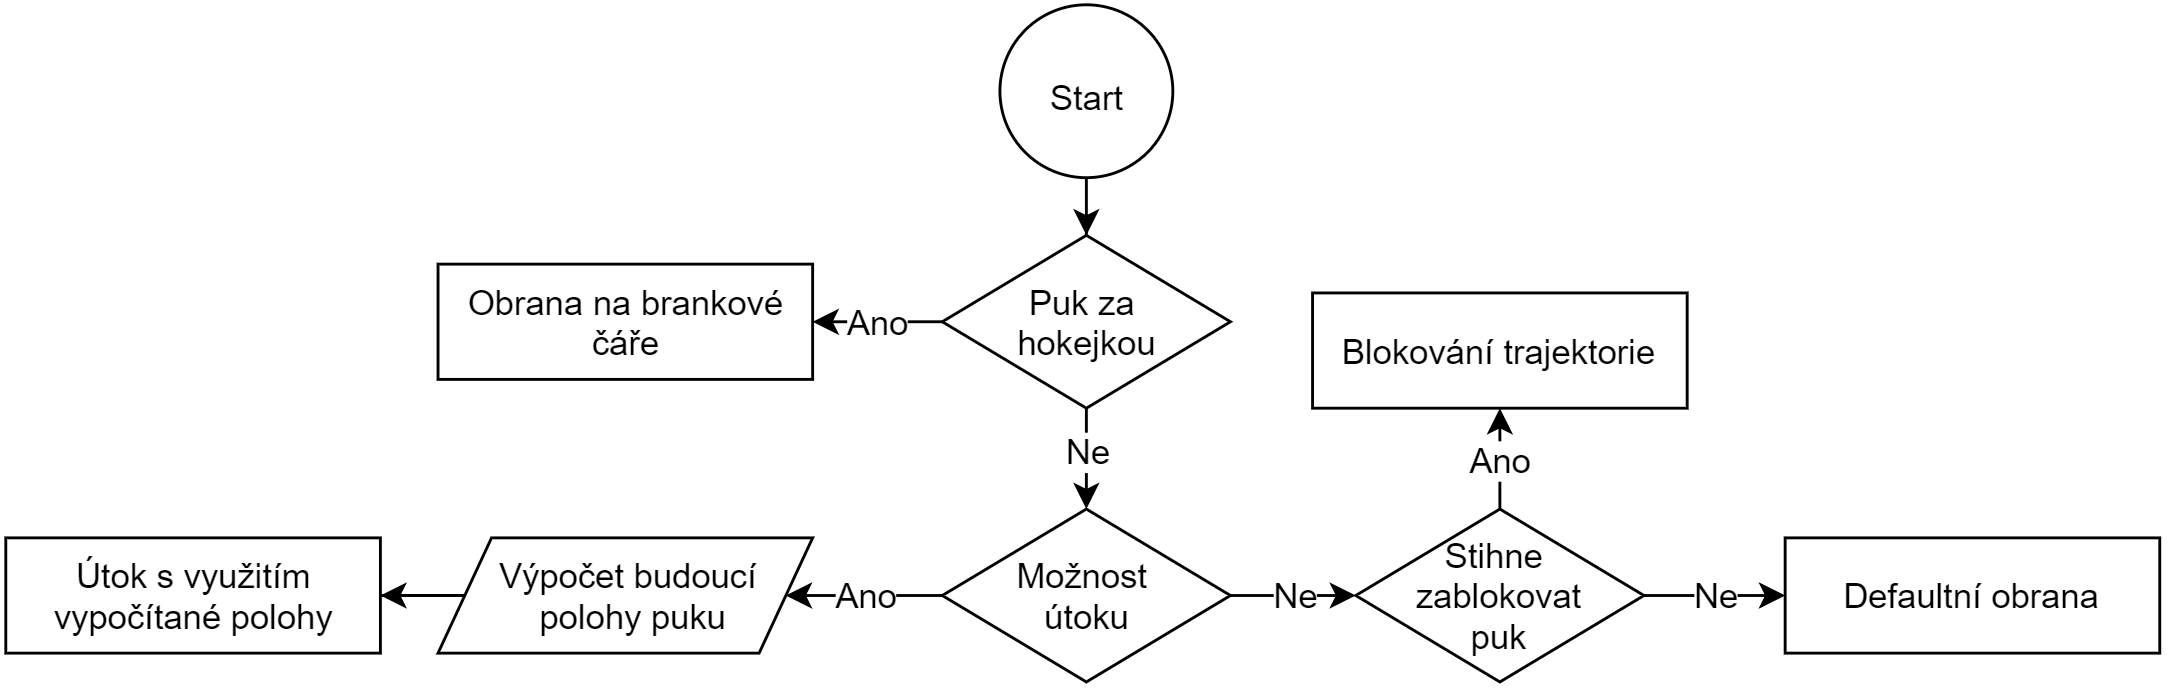 Start
Puk za
hokejkou
Ano
Obrana na brankové
čáře
Ne
Možnost
útoku
Ano
Výpočet budoucí
polohy puku
Útok s využitím
vypočítané polohy
Ne
Stihne
zablokovat
puk
Ano
Blokování trajektorie
Ne
Defaultní obrana